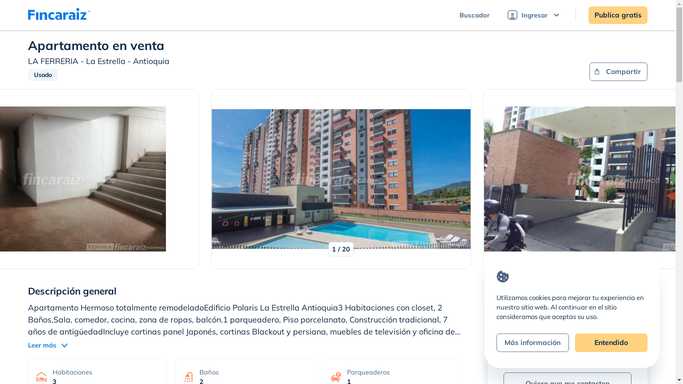 Fincaraiz
Buscador
Ingresar
Publica gratis
Apartamento en venta
LA FERRERIA - La Estrella - Antioquia
Usado
Compartir
fincaraiz
fincaraiz
fincaraiz
1 / 20
Descripción general
Apartamento Hermoso totalmente remodeladoEdificio Polaris La Estrella Antioquia3 Habitaciones con closet, 2
Baños,Sala, comedor, cocina, zona de ropas, balcón.1 parqueadero, Piso porcelanato, Construcción tradicional, 7
años de antigüedadIncluye cortinas panel Japonés, cortinas Blackout y persiana, muebles de televisión y oficina de...
Leer más
Habitaciones
3
Baños
2
Parqueaderos
1
Utilizamos cookies para mejorar tu experiencia en
nuestro sitio web. Al continuar en el sitio
consideramos que aceptas su uso.
Más información
Entendido
Quiero que me contacten